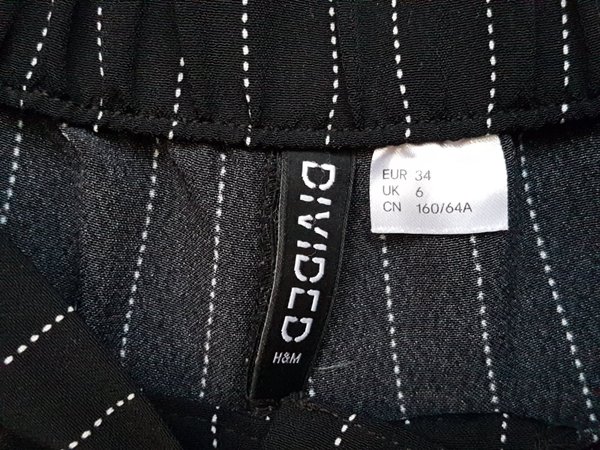 DIVIDED
H&M
EUR 34
UK 6
CN 160/64A